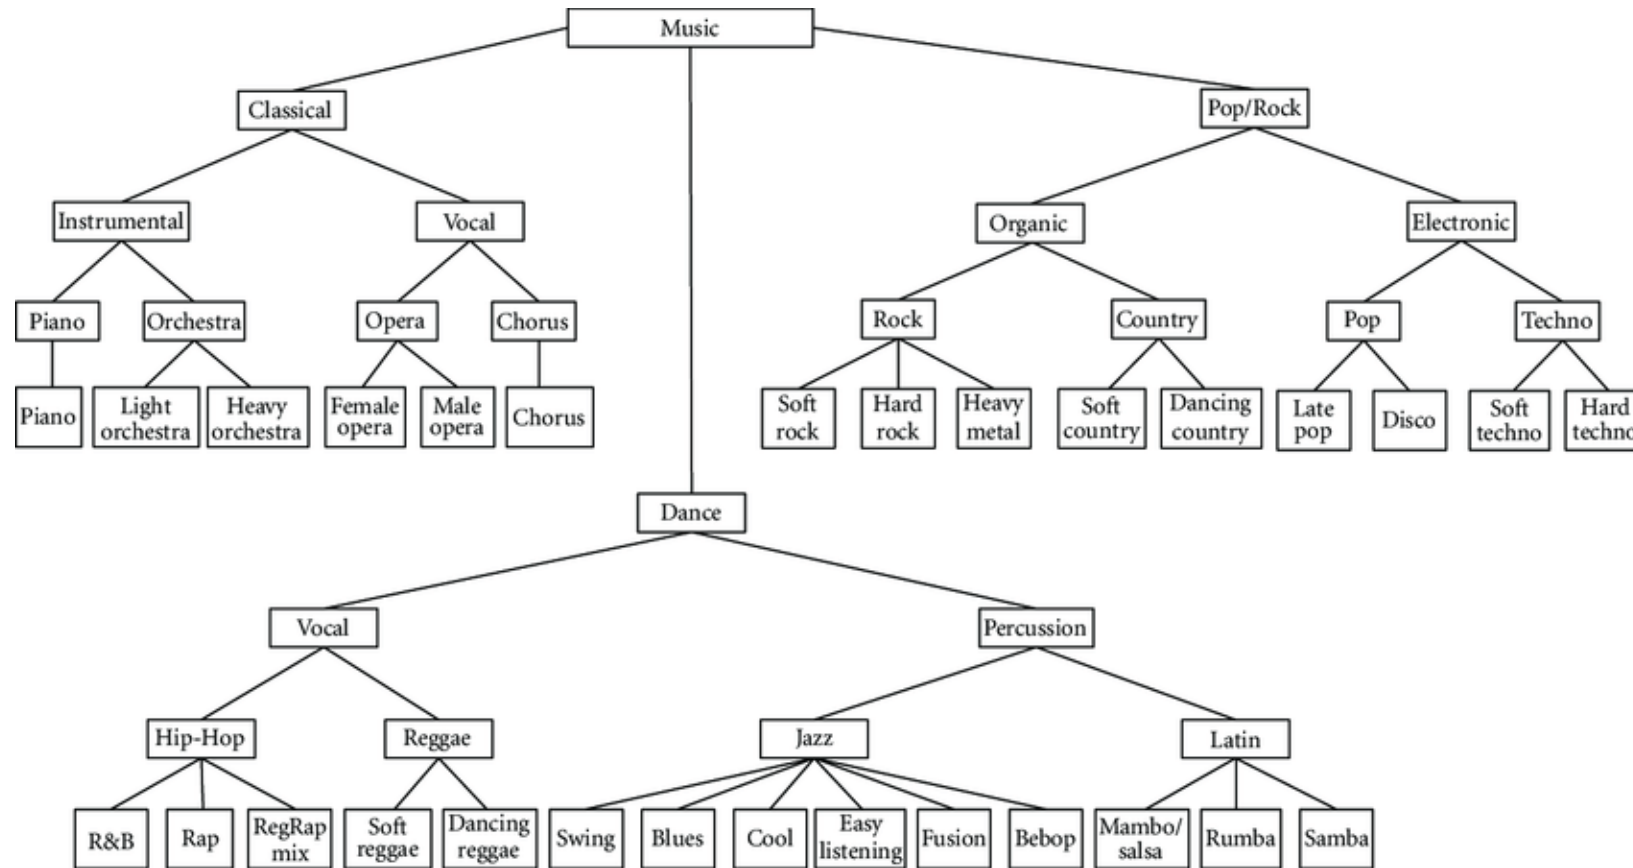 Music
Classical
Pop/Rock
Instrumental
Vocal
Organic
Electronic
Piano
Orchestra
Opera
Chorus
Rock
Country
Pop
Techno
Piano
Light
orchestra
Heavy
orchestra
Female
opera
Male
opera
Chorus
Soft
rock
Hard
rock
Heavy
metal
Soft
country
Dancing
country
Late
pop
Disco
Soft
techno
Hard
techno
Dance
Vocal
Percussion
Hip-Hop
Reggae
Jazz
Latin
R&B
Rap
RegRap
mix
Soft
reggae
Dancing
reggae
Swing
Blues
Cool
Easy
listening
Fusion
Bebop
Mambo/
salsa
Rumba
Samba